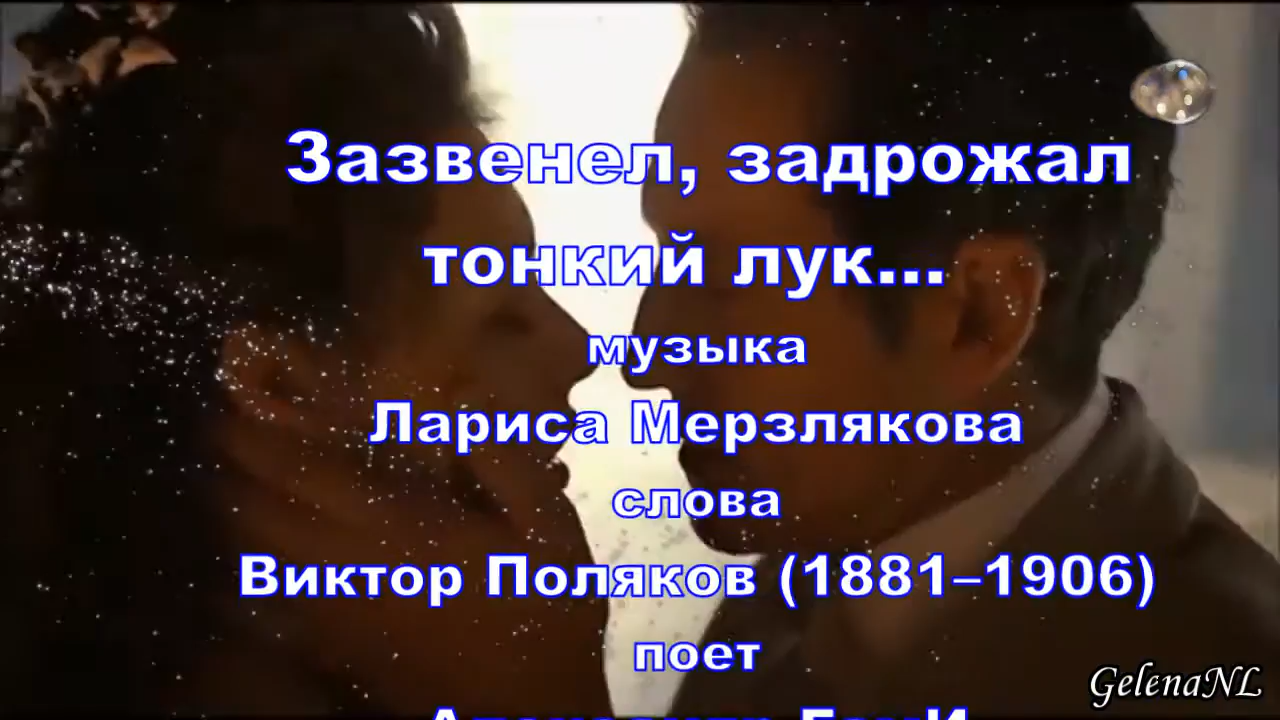 Зазвенел, задрожал
тонкий лук...
музыка
Лариса Мерзлякова
слова
Виктор Поляков (1881–1906)
поет
GelenaNL